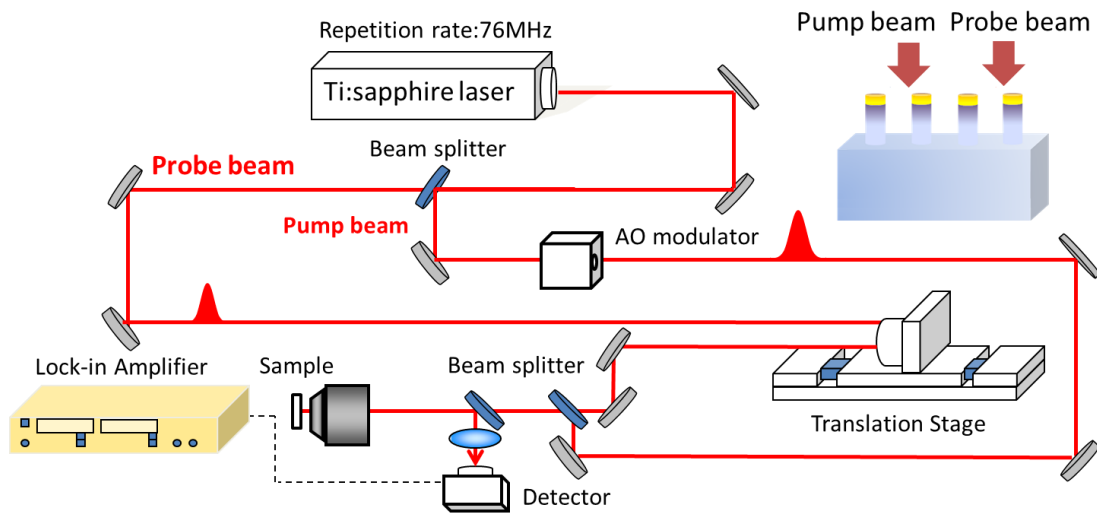 Repetition rate:76MHz
Ti:sapphire laser
Pump beam
Probe beam
Beam splitter
Probe beam
Pump beam
AO modulator
Lock-in Amplifier
Sample
Beam splitter
Translation Stage
Detector